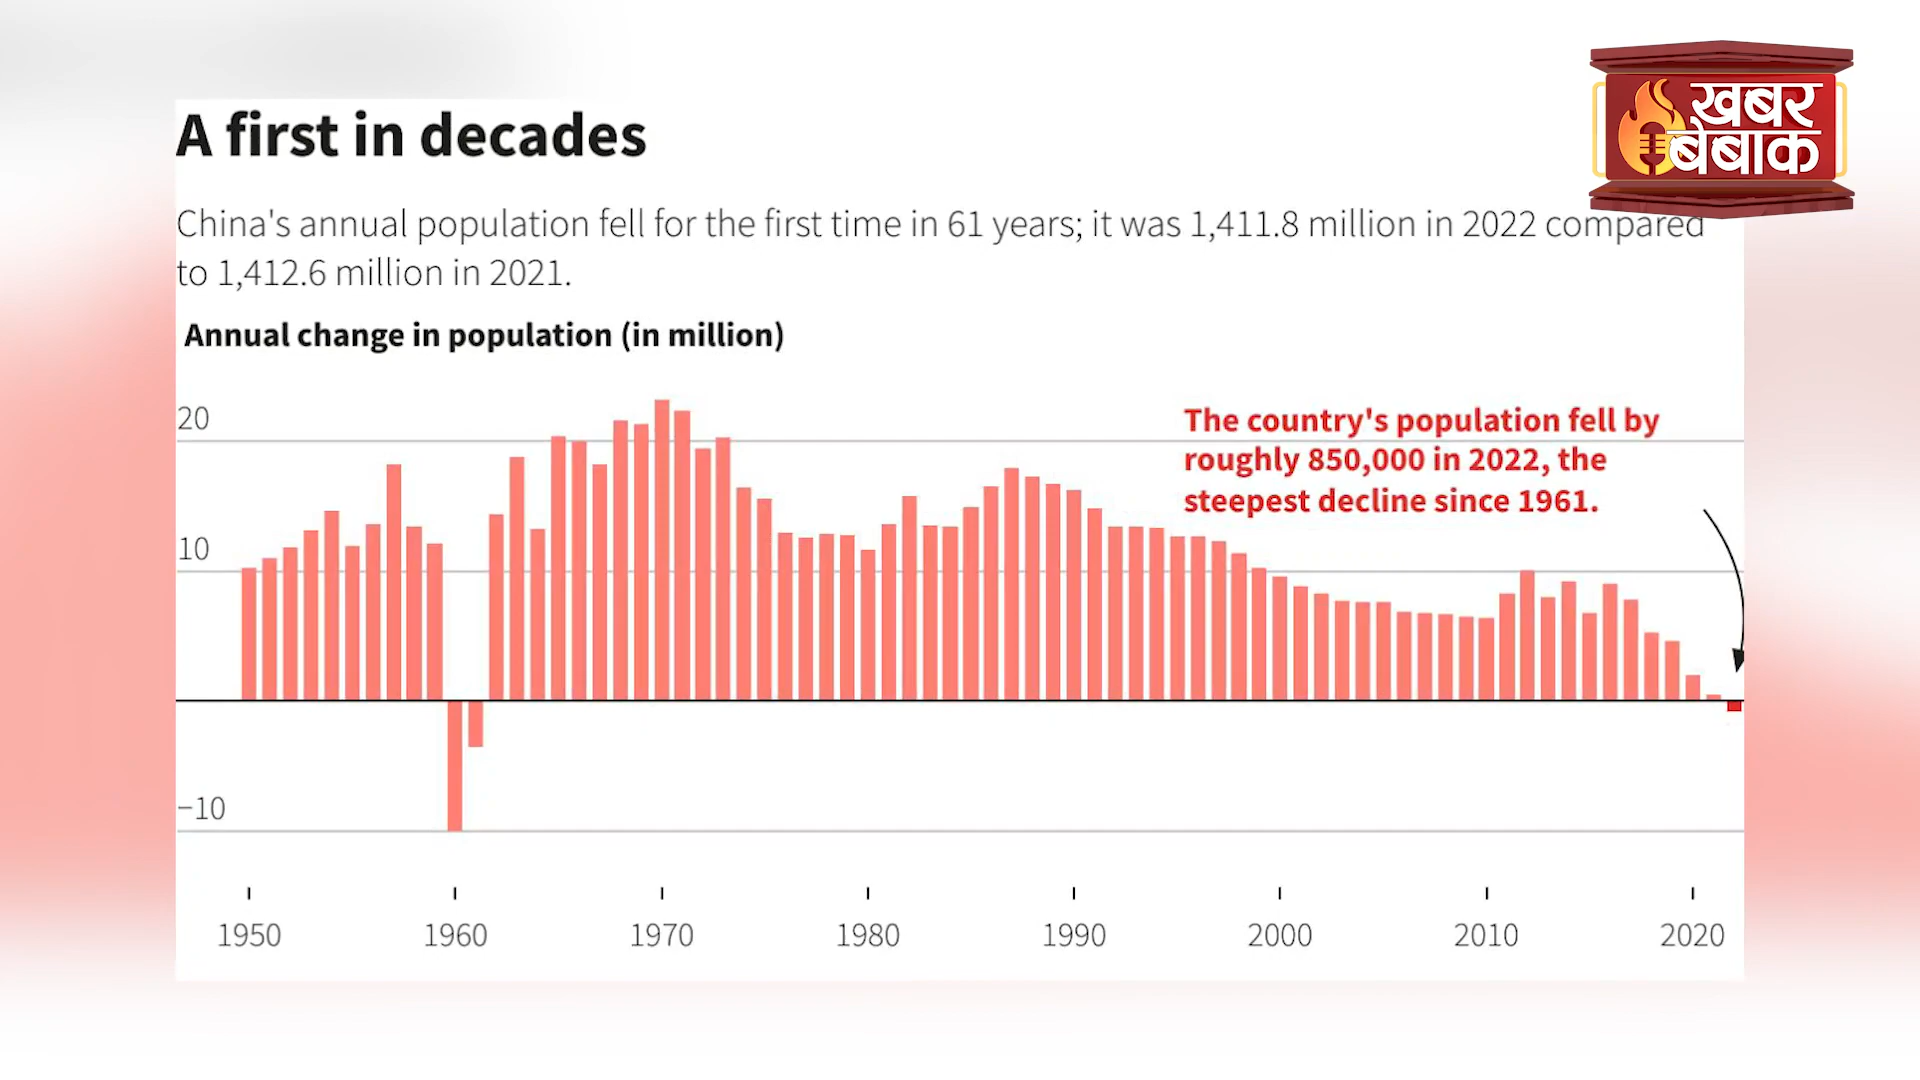 खबर
बेबाक
A first in decades
China's annual population fell for the first time in 61 years; it was 1,411.8 million in 2022 compared
to 1,412.6 million in 2021.
Annual change in population (in million)
20
The country's population fell by
roughly 850,000 in 2022, the
steepest decline since 1961.
10
−10
1950 1960 1970 1980 1990 2000 2010 2020